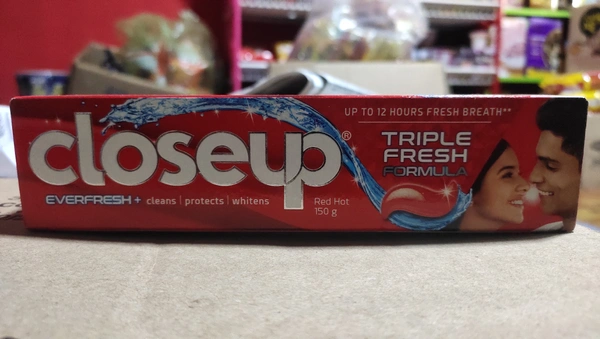 closeup®
EVERFRESH + cleans | protects | whitens
Red Hot
150 g
UP TO 12 HOURS FRESH BREATH**
TRIPLE
FRESH
FORMULA